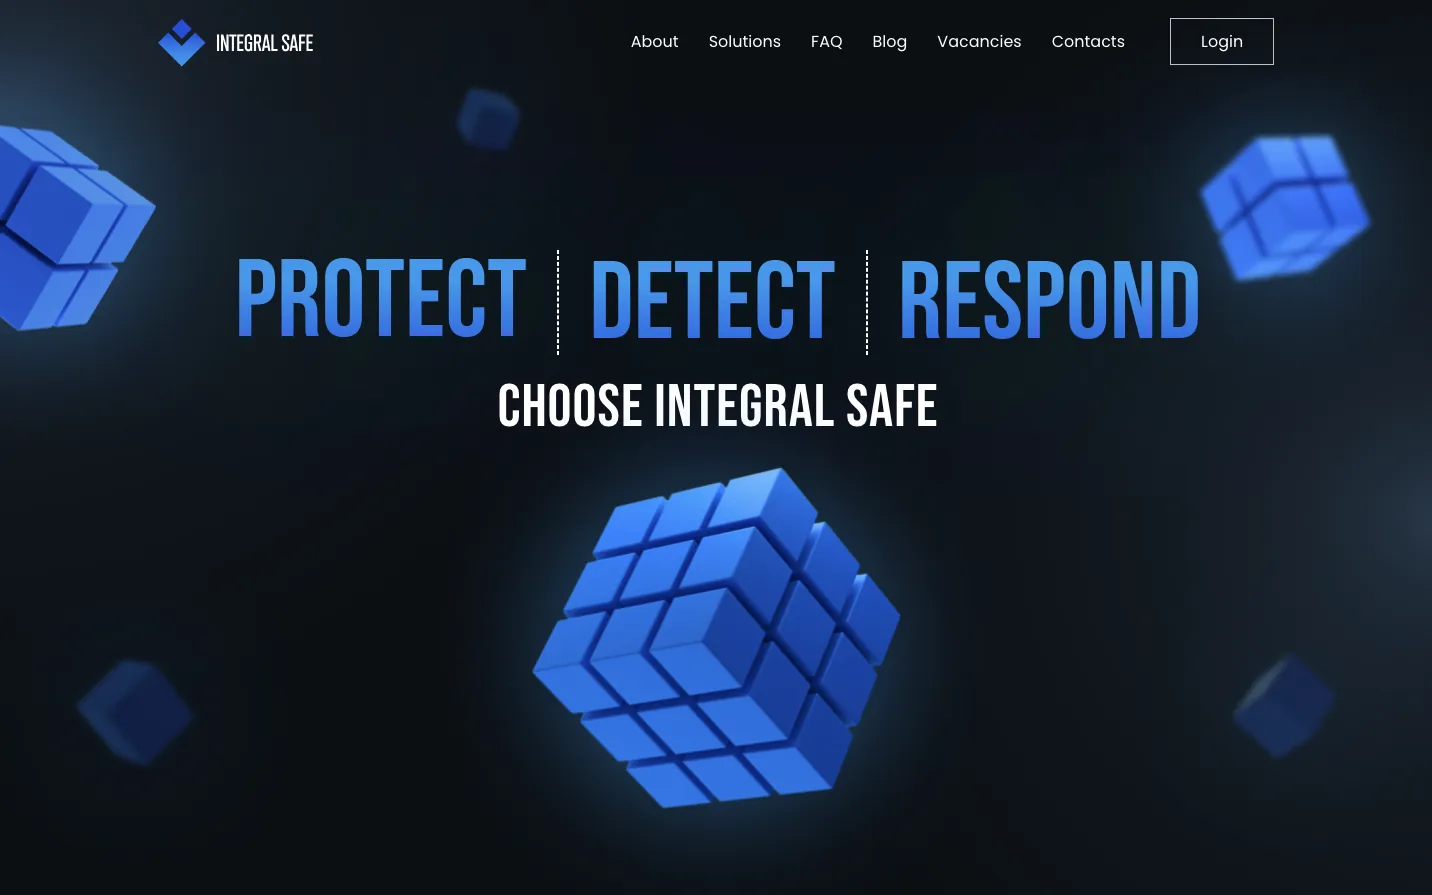 INTEGRAL SAFE
About Solutions FAQ Blog Vacancies Contacts Login
PROTECT DETECT RESPOND
CHOOSE INTEGRAL SAFE